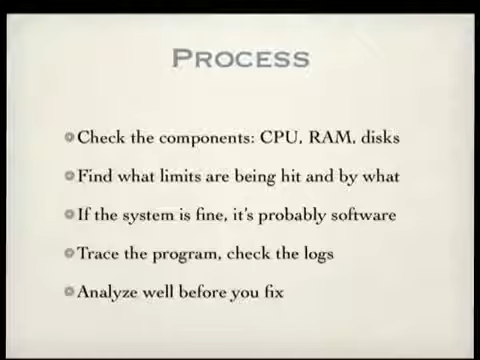 PROCESS
Check the components: CPU, RAM, disks
Find what limits are being hit and by what
If the system is fine, it's probably software
Trace the program, check the logs
Analyze well before you fix